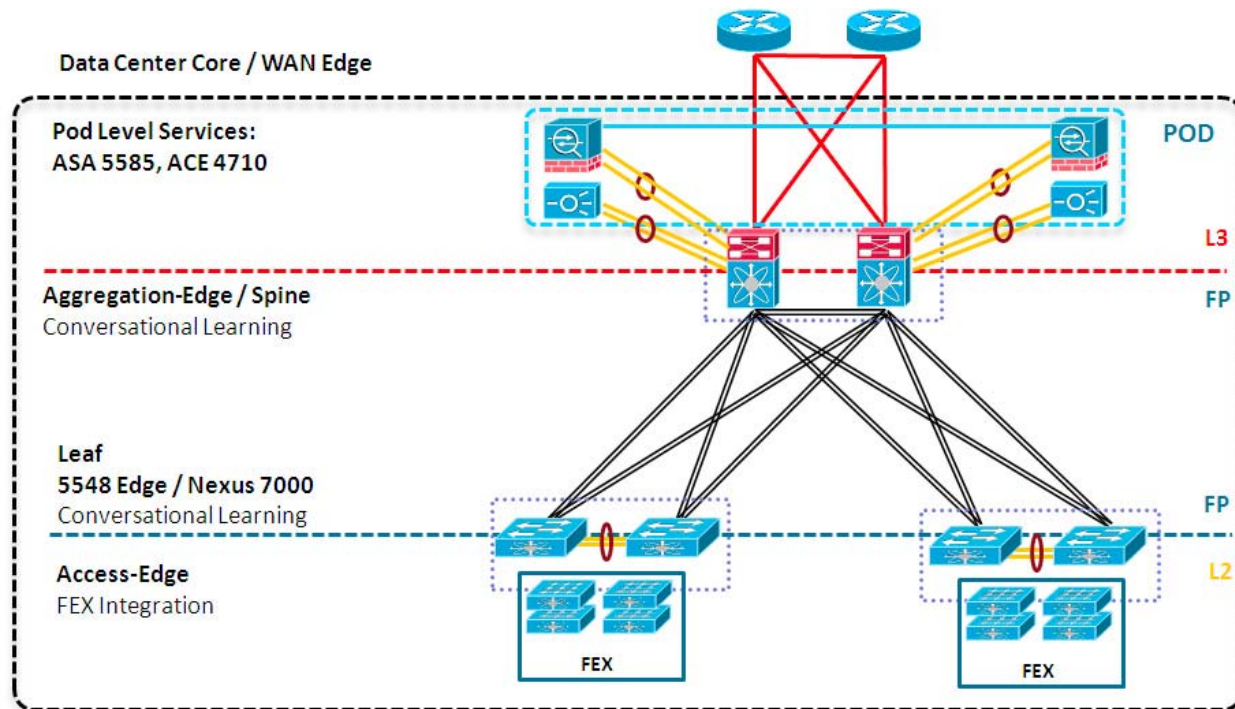 Data Center Core / WAN Edge
Pod Level Services:
ASA 5585, ACE 4710
POD
L3
Aggregation-Edge / Spine
Conversational Learning
FP
Leaf
5548 Edge / Nexus 7000
Conversational Learning
FP
Access-Edge
FEX Integration
L2
FEX
FEX